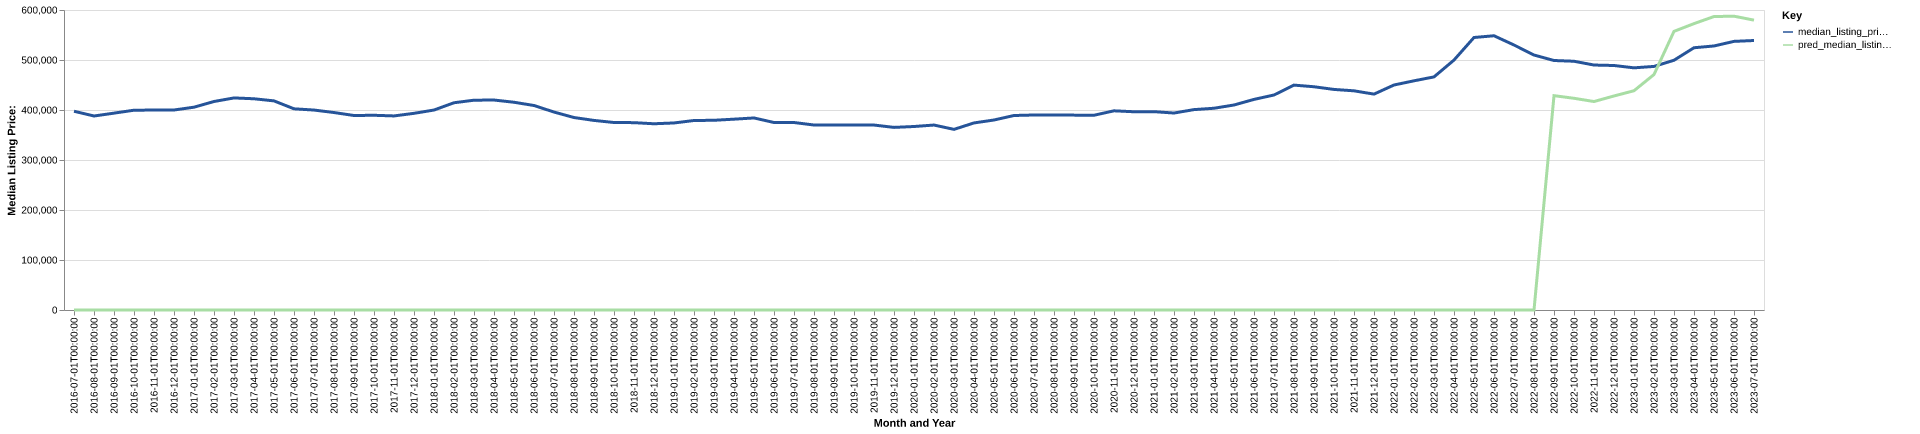 600,000
500,000
400,000
300,000
200,000
100,000
0
Median Listing Price:
2016-07-01T00:00:00
2016-08-01T00:00:00
2016-09-01T00:00:00
2016-10-01T00:00:00
2016-11-01T00:00:00
2016-12-01T00:00:00
2017-01-01T00:00:00
2017-02-01T00:00:00
2017-03-01T00:00:00
2017-04-01T00:00:00
2017-05-01T00:00:00
2017-06-01T00:00:00
2017-07-01T00:00:00
2017-08-01T00:00:00
2017-09-01T00:00:00
2017-10-01T00:00:00
2017-11-01T00:00:00
2017-12-01T00:00:00
2018-01-01T00:00:00
2018-02-01T00:00:00
2018-03-01T00:00:00
2018-04-01T00:00:00
2018-05-01T00:00:00
2018-06-01T00:00:00
2018-07-01T00:00:00
2018-08-01T00:00:00
2018-09-01T00:00:00
2018-10-01T00:00:00
2018-11-01T00:00:00
2018-12-01T00:00:00
2019-01-01T00:00:00
2019-02-01T00:00:00
2019-03-01T00:00:00
2019-04-01T00:00:00
2019-05-01T00:00:00
2019-06-01T00:00:00
2019-07-01T00:00:00
2019-08-01T00:00:00
2019-09-01T00:00:00
2019-10-01T00:00:00
2019-11-01T00:00:00
2019-12-01T00:00:00
2020-01-01T00:00:00
2020-02-01T00:00:00
2020-03-01T00:00:00
2020-04-01T00:00:00
2020-05-01T00:00:00
2020-06-01T00:00:00
2020-07-01T00:00:00
2020-08-01T00:00:00
2020-09-01T00:00:00
2020-10-01T00:00:00
2020-11-01T00:00:00
2020-12-01T00:00:00
2021-01-01T00:00:00
2021-02-01T00:00:00
2021-03-01T00:00:00
2021-04-01T00:00:00
2021-05-01T00:00:00
2021-06-01T00:00:00
2021-07-01T00:00:00
2021-08-01T00:00:00
2021-09-01T00:00:00
2021-10-01T00:00:00
2021-11-01T00:00:00
2021-12-01T00:00:00
2022-01-01T00:00:00
2022-02-01T00:00:00
2022-03-01T00:00:00
2022-04-01T00:00:00
2022-05-01T00:00:00
2022-06-01T00:00:00
2022-07-01T00:00:00
2022-08-01T00:00:00
2022-09-01T00:00:00
2022-10-01T00:00:00
2022-11-01T00:00:00
2022-12-01T00:00:00
2023-01-01T00:00:00
2023-02-01T00:00:00
2023-03-01T00:00:00
2023-04-01T00:00:00
2023-05-01T00:00:00
2023-06-01T00:00:00
2023-07-01T00:00:00
Month and Year
Key
median_listing_pri…
pred_median_listin…